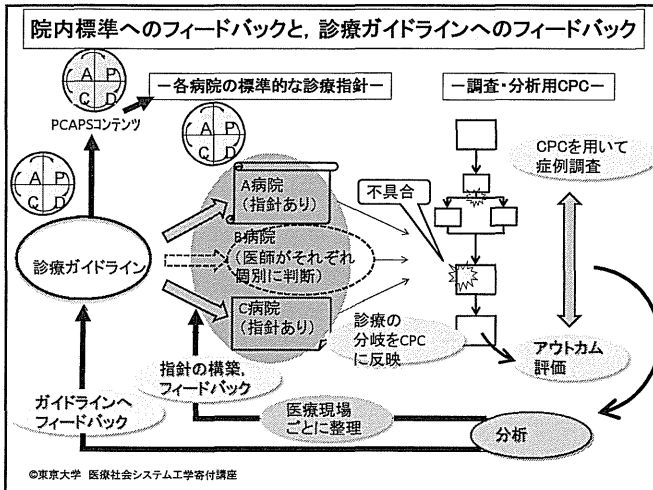 院内標準へのフィードバックと,診療ガイドラインへのフィードバック
A P
C D
PCAPSコンテンツ
－各病院の標準的な診療指針－
－調査・分析用CPC－
A P
C D
A P
C D
診療ガイドライン
A病院
(指針あり)
B病院
(医師がそれぞれ
個別に判断)
C病院
(指針あり)
不具合
CPCを用いて
症例調査
診療の
分岐をCPC
に反映
アウトカム
評価
指針の構築,
フィードバック
ガイドラインへ
フィードバック
医療現場
ごとに整理
分析
©東京大学 医療社会システム工学寄付講座